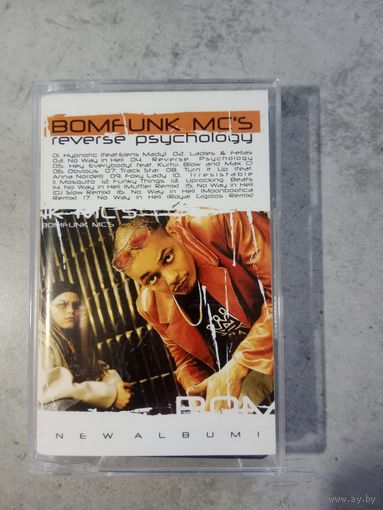 BOMFUNK MC'S
reverse psychology
01. Hypnotic (feat.Elena Mady) 02. Ladies & Fellas
03. No Way in Hell 04. Reverse Psychology
05. Hey Everybody! feat. Kurtis Blow and Max C)
06. Obvious 07. Track Star 08. Turn it Up (feat.
Anna Nordell) 09. Foxy Lady 10. Irresistable
11. Mosquito 12. Funky Things 13. Uprocking Beats
14. No Way in Hell (Muffler Remix) 15. No Way in Hell
(DJ Slow Remix) 16. No Way in Hell (Moonbootica
Remix) 17. No Way in Hell (Royal Gigolos Remix)
K MC'S
BOMFUNK MC'S
BOM
NEW ALBUM!
www.ay.by